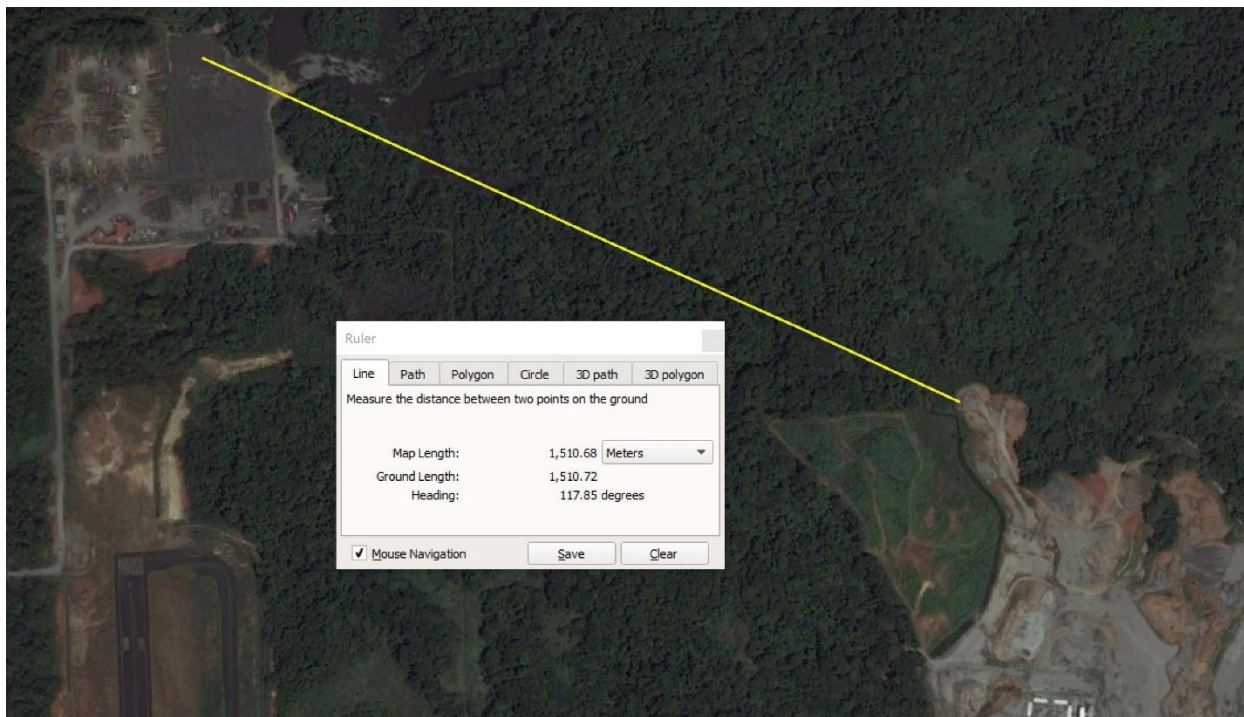 Ruler
Line Path Polygon Circle 3D path 3D polygon
Measure the distance between two points on the ground
Map Length: 1,510.68 Meters
Ground Length: 1,510.72
Heading: 117.85 degrees
Mouse Navigation Save Clear